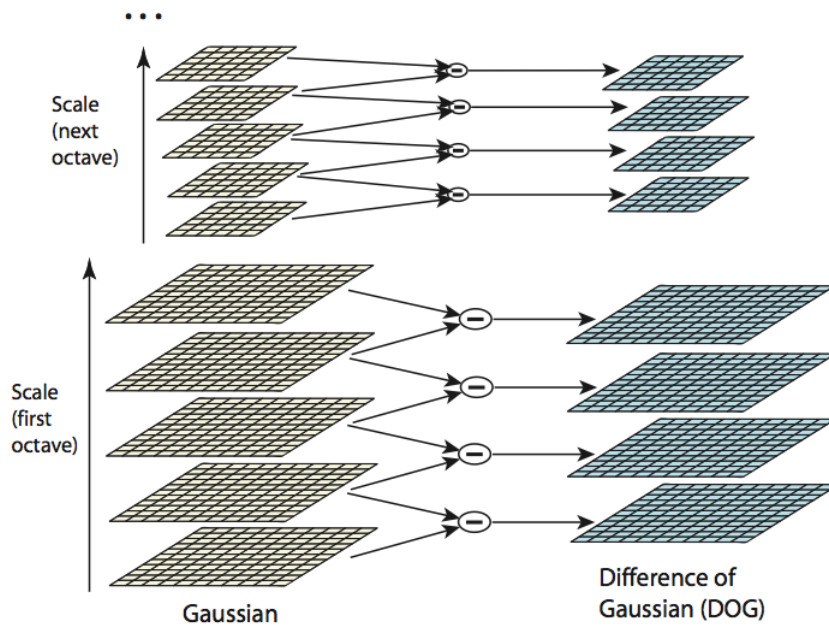 ...
Scale
(next
octave)
Scale
(first
octave)
Gaussian
Difference of
Gaussian (DOG)